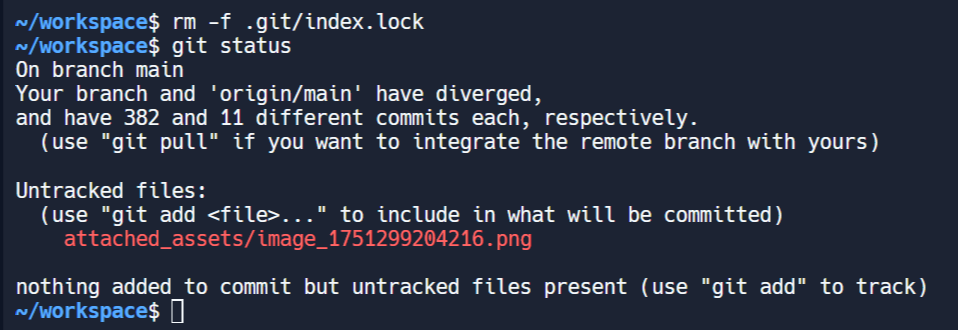 ~/workspace$ rm -f .git/index.lock
~/workspace$ git status
On branch main
Your branch and 'origin/main' have diverged,
and have 382 and 11 different commits each, respectively.
  (use "git pull" if you want to integrate the remote branch with yours)

Untracked files:
  (use "git add <file>..." to include in what will be committed)
    attached_assets/image_1751299204216.png

nothing added to commit but untracked files present (use "git add" to track)
~/workspace$